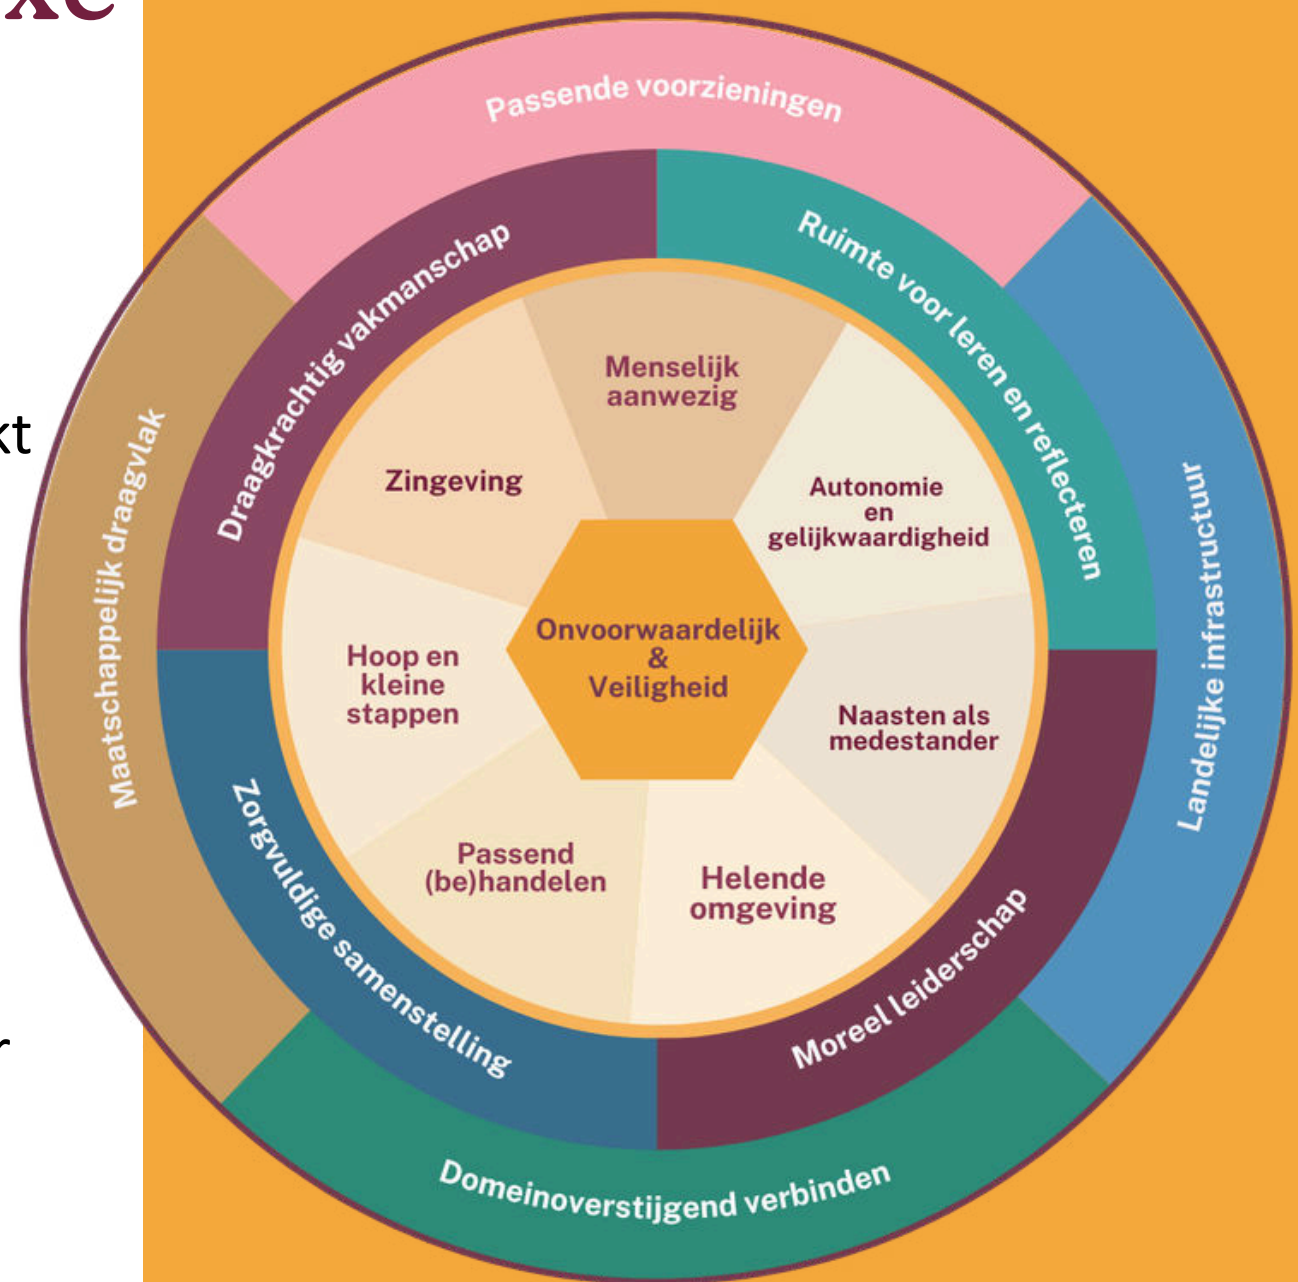 Passende voorzieningen
Draagkrachtig vakmanschap
Ruimte voor leren en reflecteren
Menselijk
aanwezig
Zingeving
Autonomie
en
gelijkwaardigheid
Maatschappelijk draagvlak
Landelijke infrastructuur
Onvoorwaardelijk
&
Veiligheid
Hoop en
kleine
stappen
Naasten als
medestander
Passend
(be)handelen
Helende
omgeving
Zorgvuldige samenstelling
Moreel leiderschap
Domeinoverstijgend verbinden